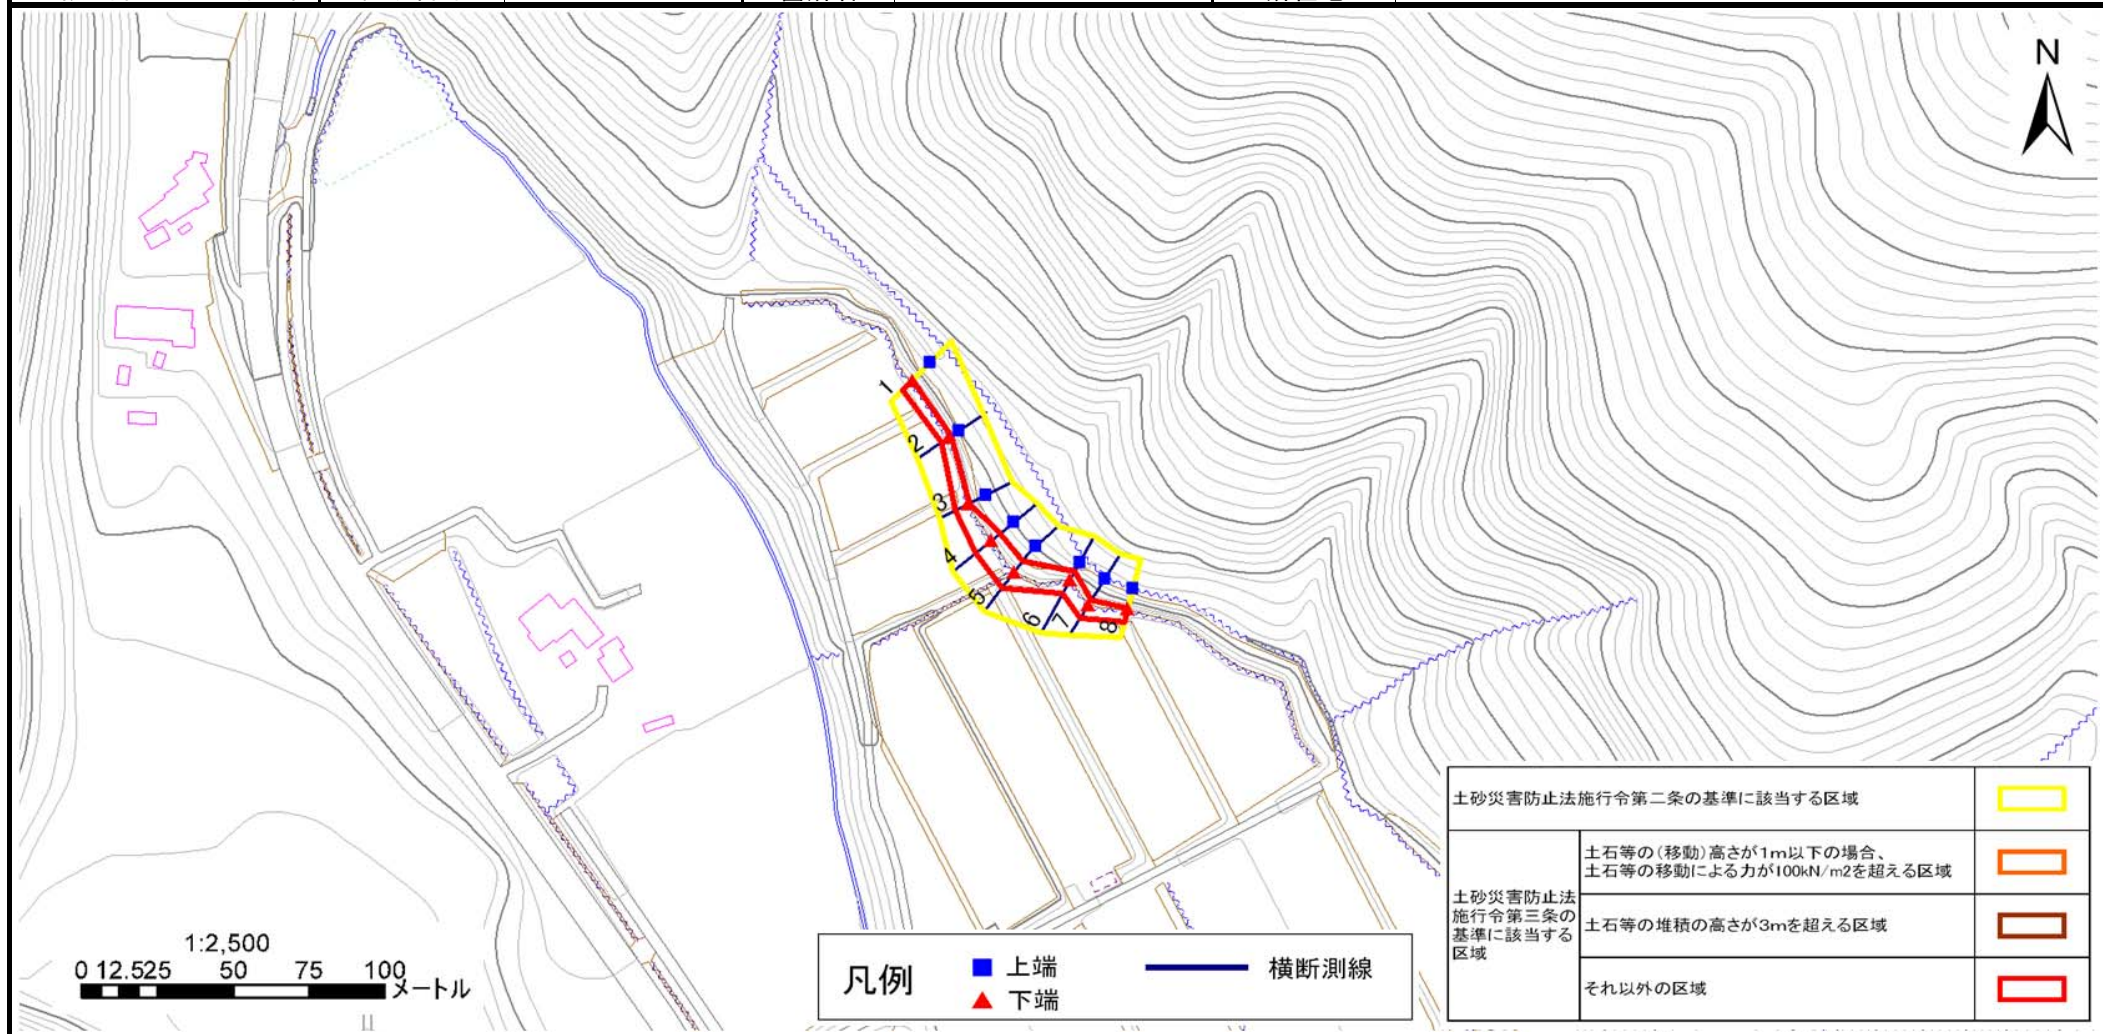 N
1
2
3
4
5
6
7
8
1:2,500
0 12.525 50 75 100
メートル
凡例
上端
下端
横断測線
土砂災害防止法施行令第二条の基準に該当する区域
土砂災害防止法
施行令第三条の
基準に該当する
区域
土石等の(移動)高さが1m以下の場合、
土石等の移動による力が100kN/m2を超える区域
土石等の堆積の高さが3mを超える区域
それ以外の区域